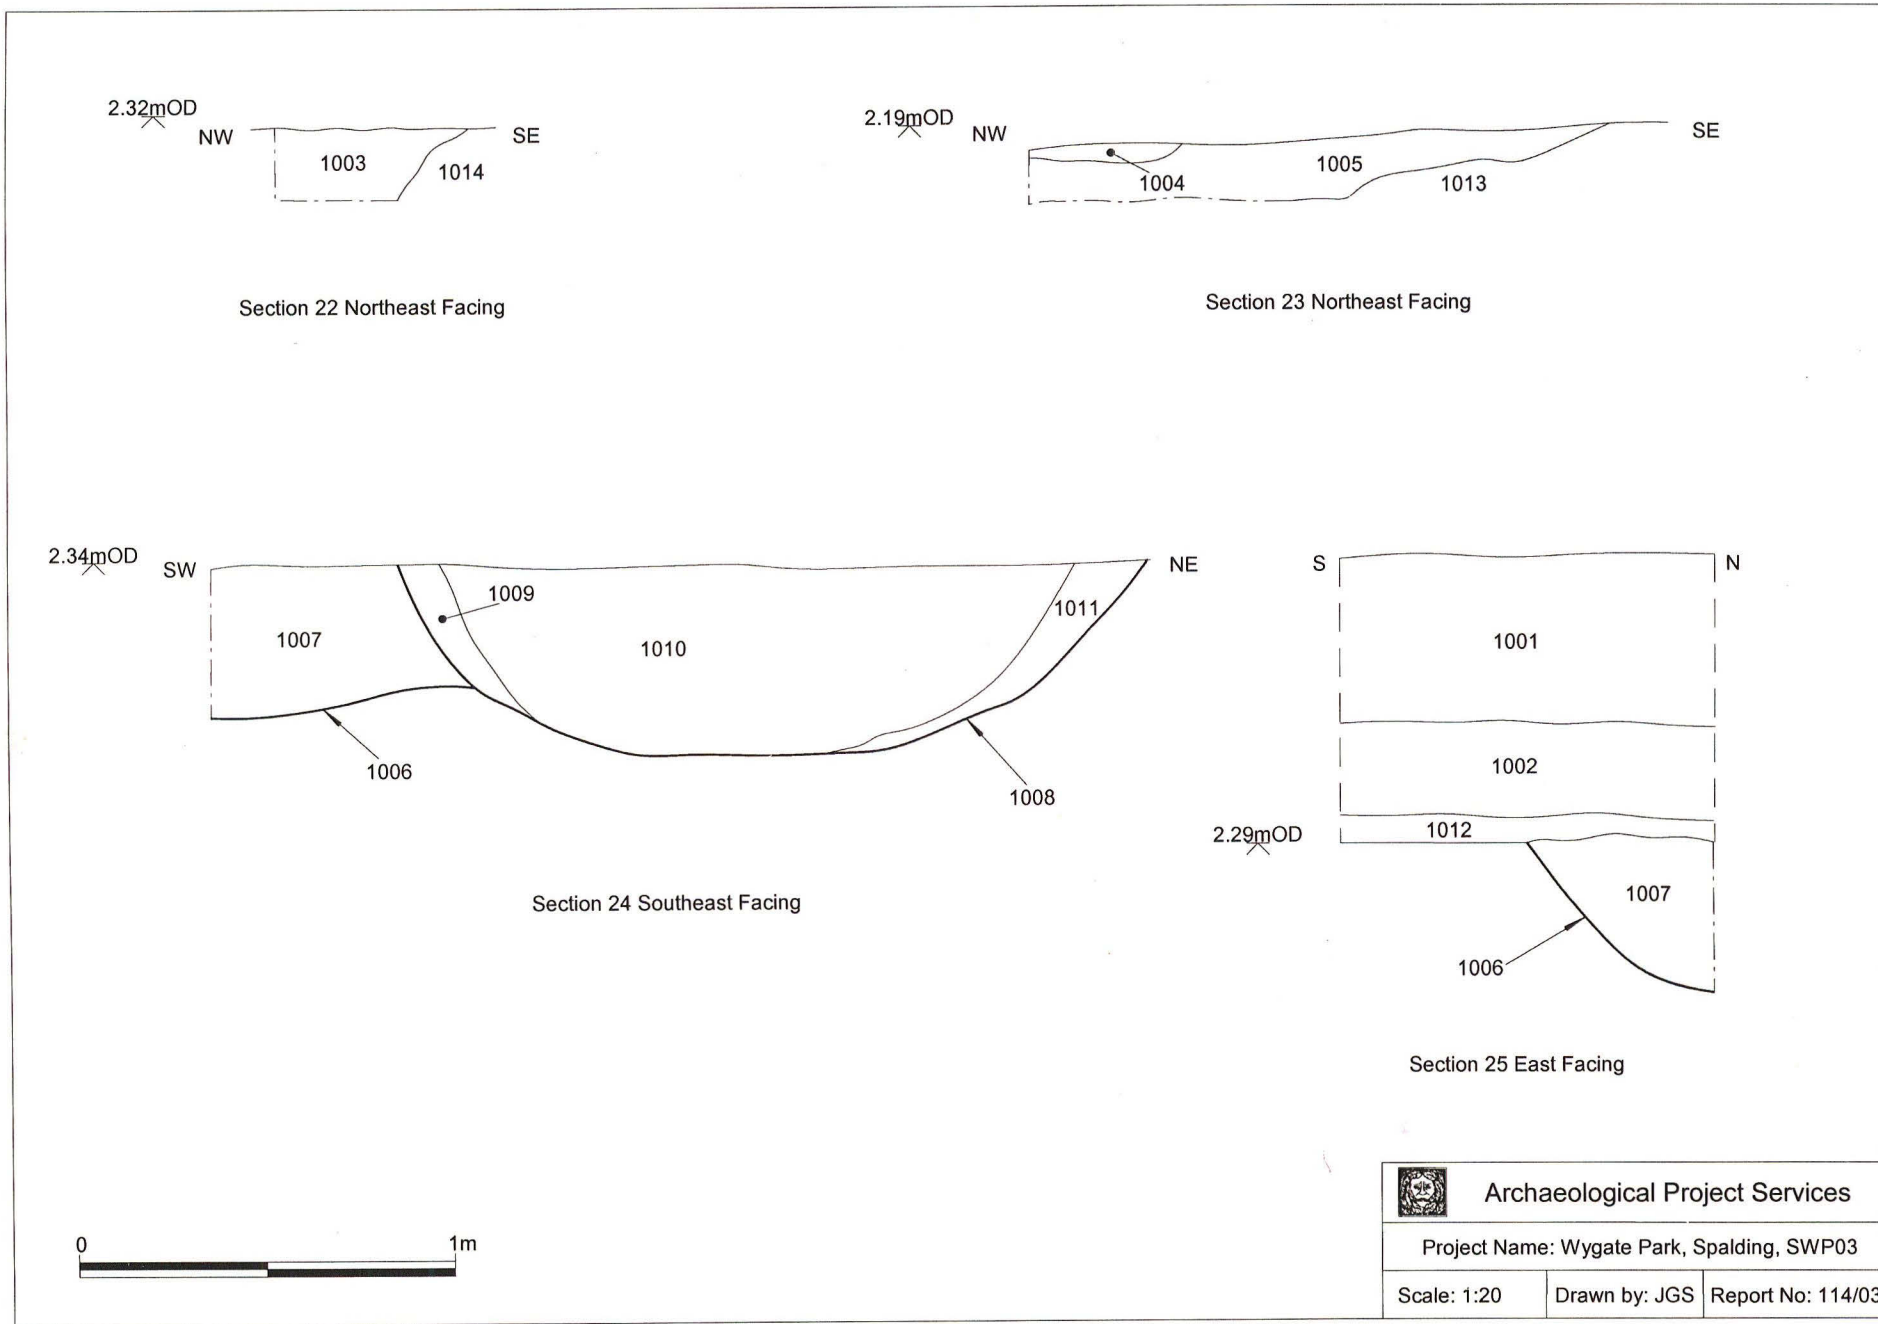 2.32mOD
NW
SE
1003
1014
Section 22 Northeast Facing
2.19mOD
NW
SE
1005
1004
1013
Section 23 Northeast Facing
2.34mOD
SW
NE
1009
1011
1007
1010
1006
1008
Section 24 Southeast Facing
S
N
1001
1002
1012
2.29mOD
1007
1006
Section 25 East Facing
0
1m
Archaeological Project Services
Project Name: Wygate Park, Spalding, SWP03
Scale: 1:20
Drawn by: JGS
Report No: 114/03